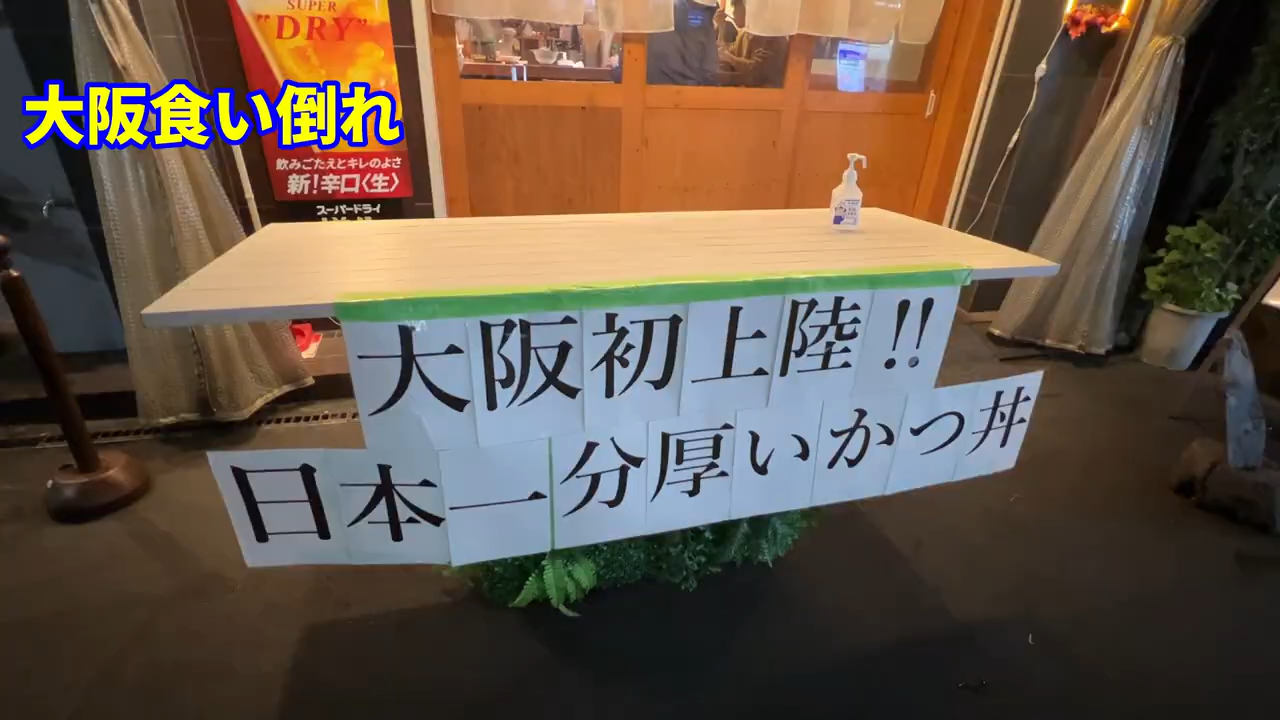 SUPER
"DRY"
大阪食い倒れ
飲みごたえとキレのよさ
新!辛口〈生〉
スーパードライ
大阪初上陸!!
日本一分厚いかつ丼